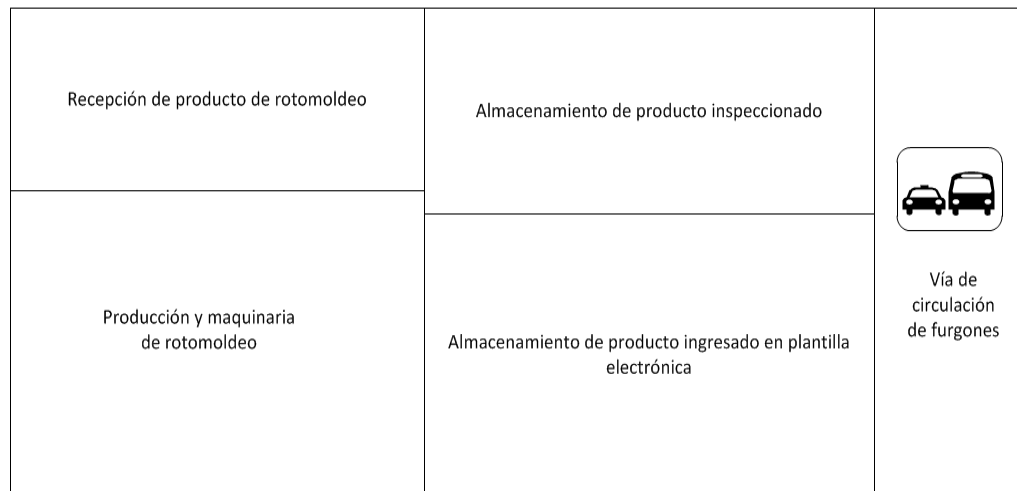 Recepción de producto de rotomoldeo
Almacenamiento de producto inspeccionado
Producción y maquinaria
de rotomoldeo
Almacenamiento de producto ingresado en plantilla
electrónica
Vía de
circulación
de furgones